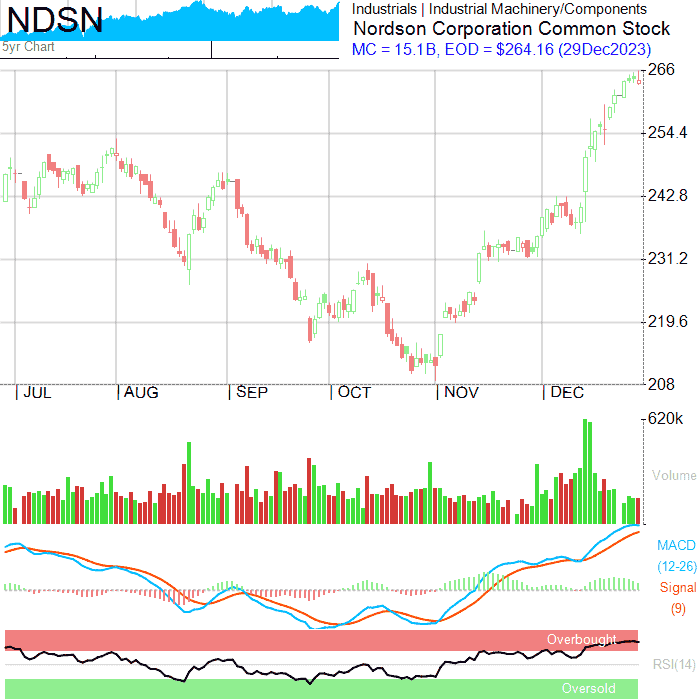 NDSN
Industrials | Industrial Machinery/Components
Nordson Corporation Common Stock
5yr Chart
MC = 15.1B, EOD = $264.16 (29Dec2023)
266
254.4
242.8
231.2
219.6
208
| JUL | AUG | SEP | OCT | NOV | DEC
620k
Volume
MACD
(12-26)
Signal
(9)
Overbought
RSI(14)
Oversold